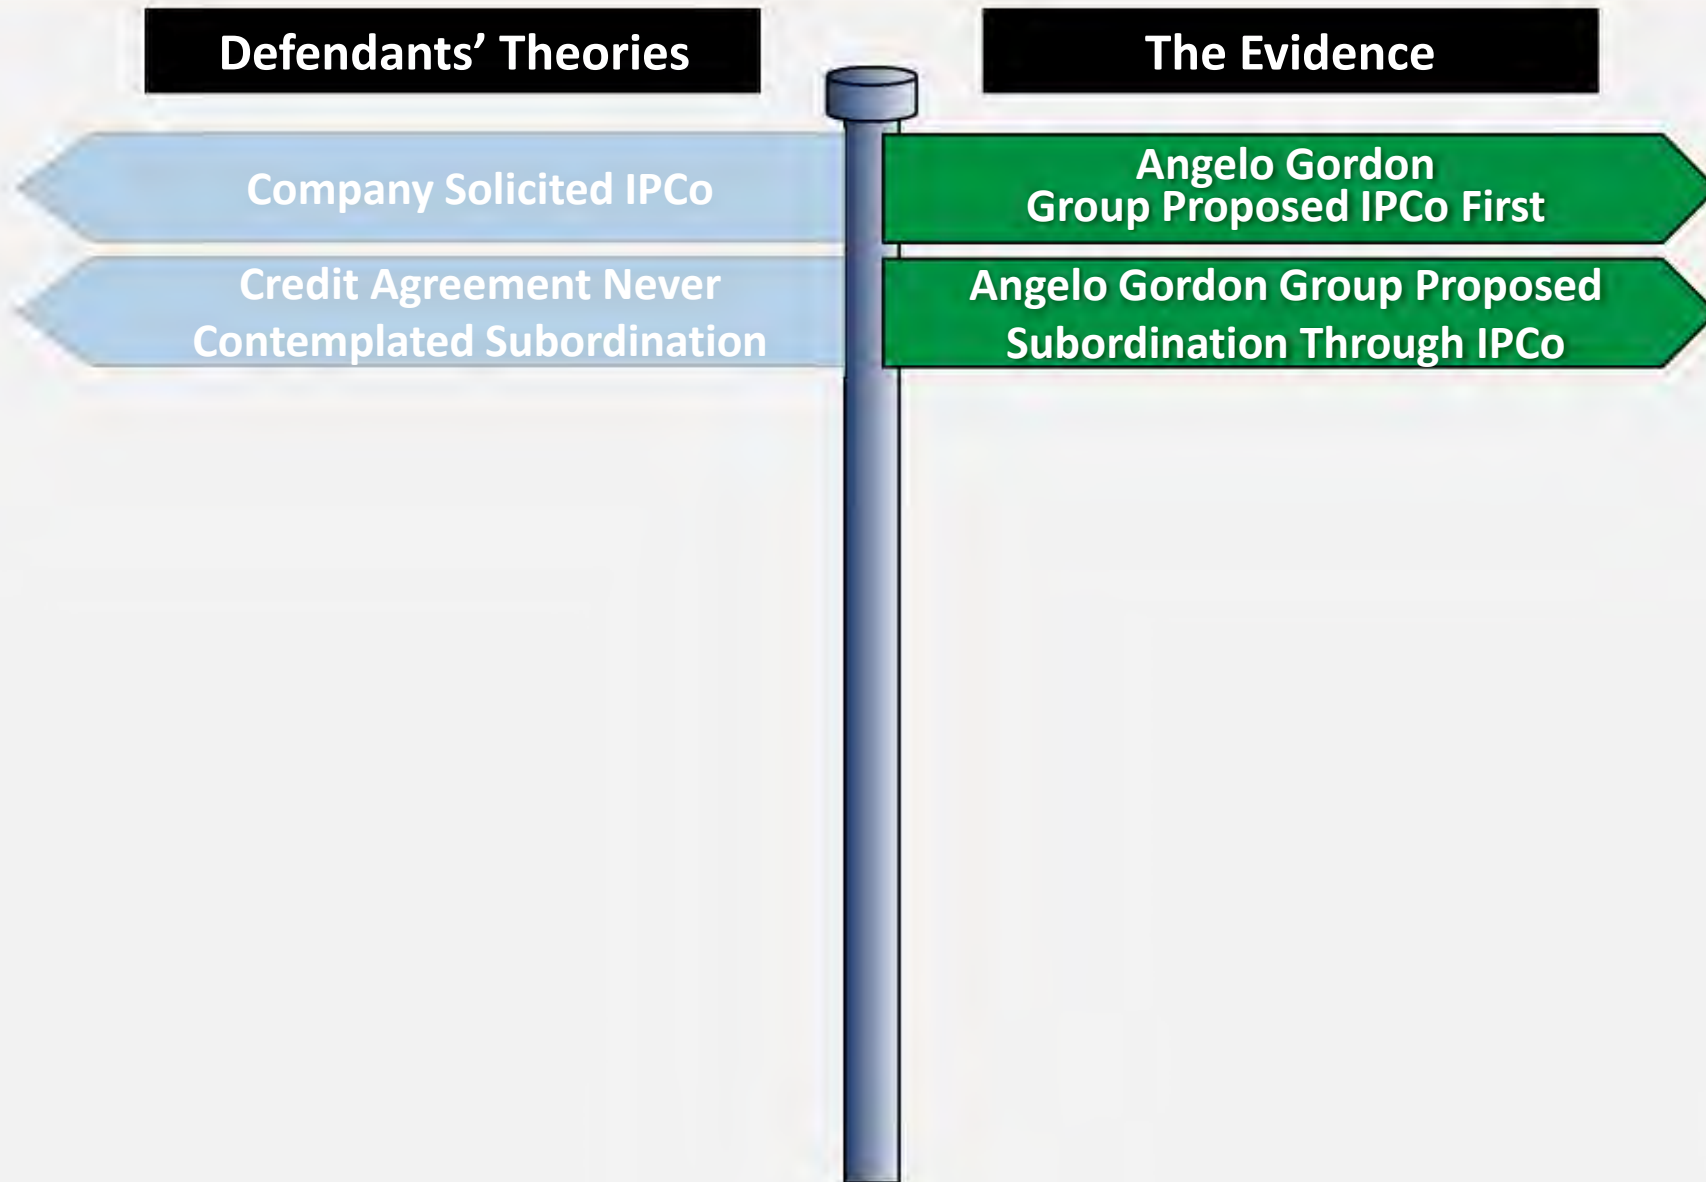 Defendants’ Theories
The Evidence
Company Solicited IPCo
Angelo Gordon
Group Proposed IPCo First
Credit Agreement Never
Contemplated Subordination
Angelo Gordon Group Proposed
Subordination Through IPCo